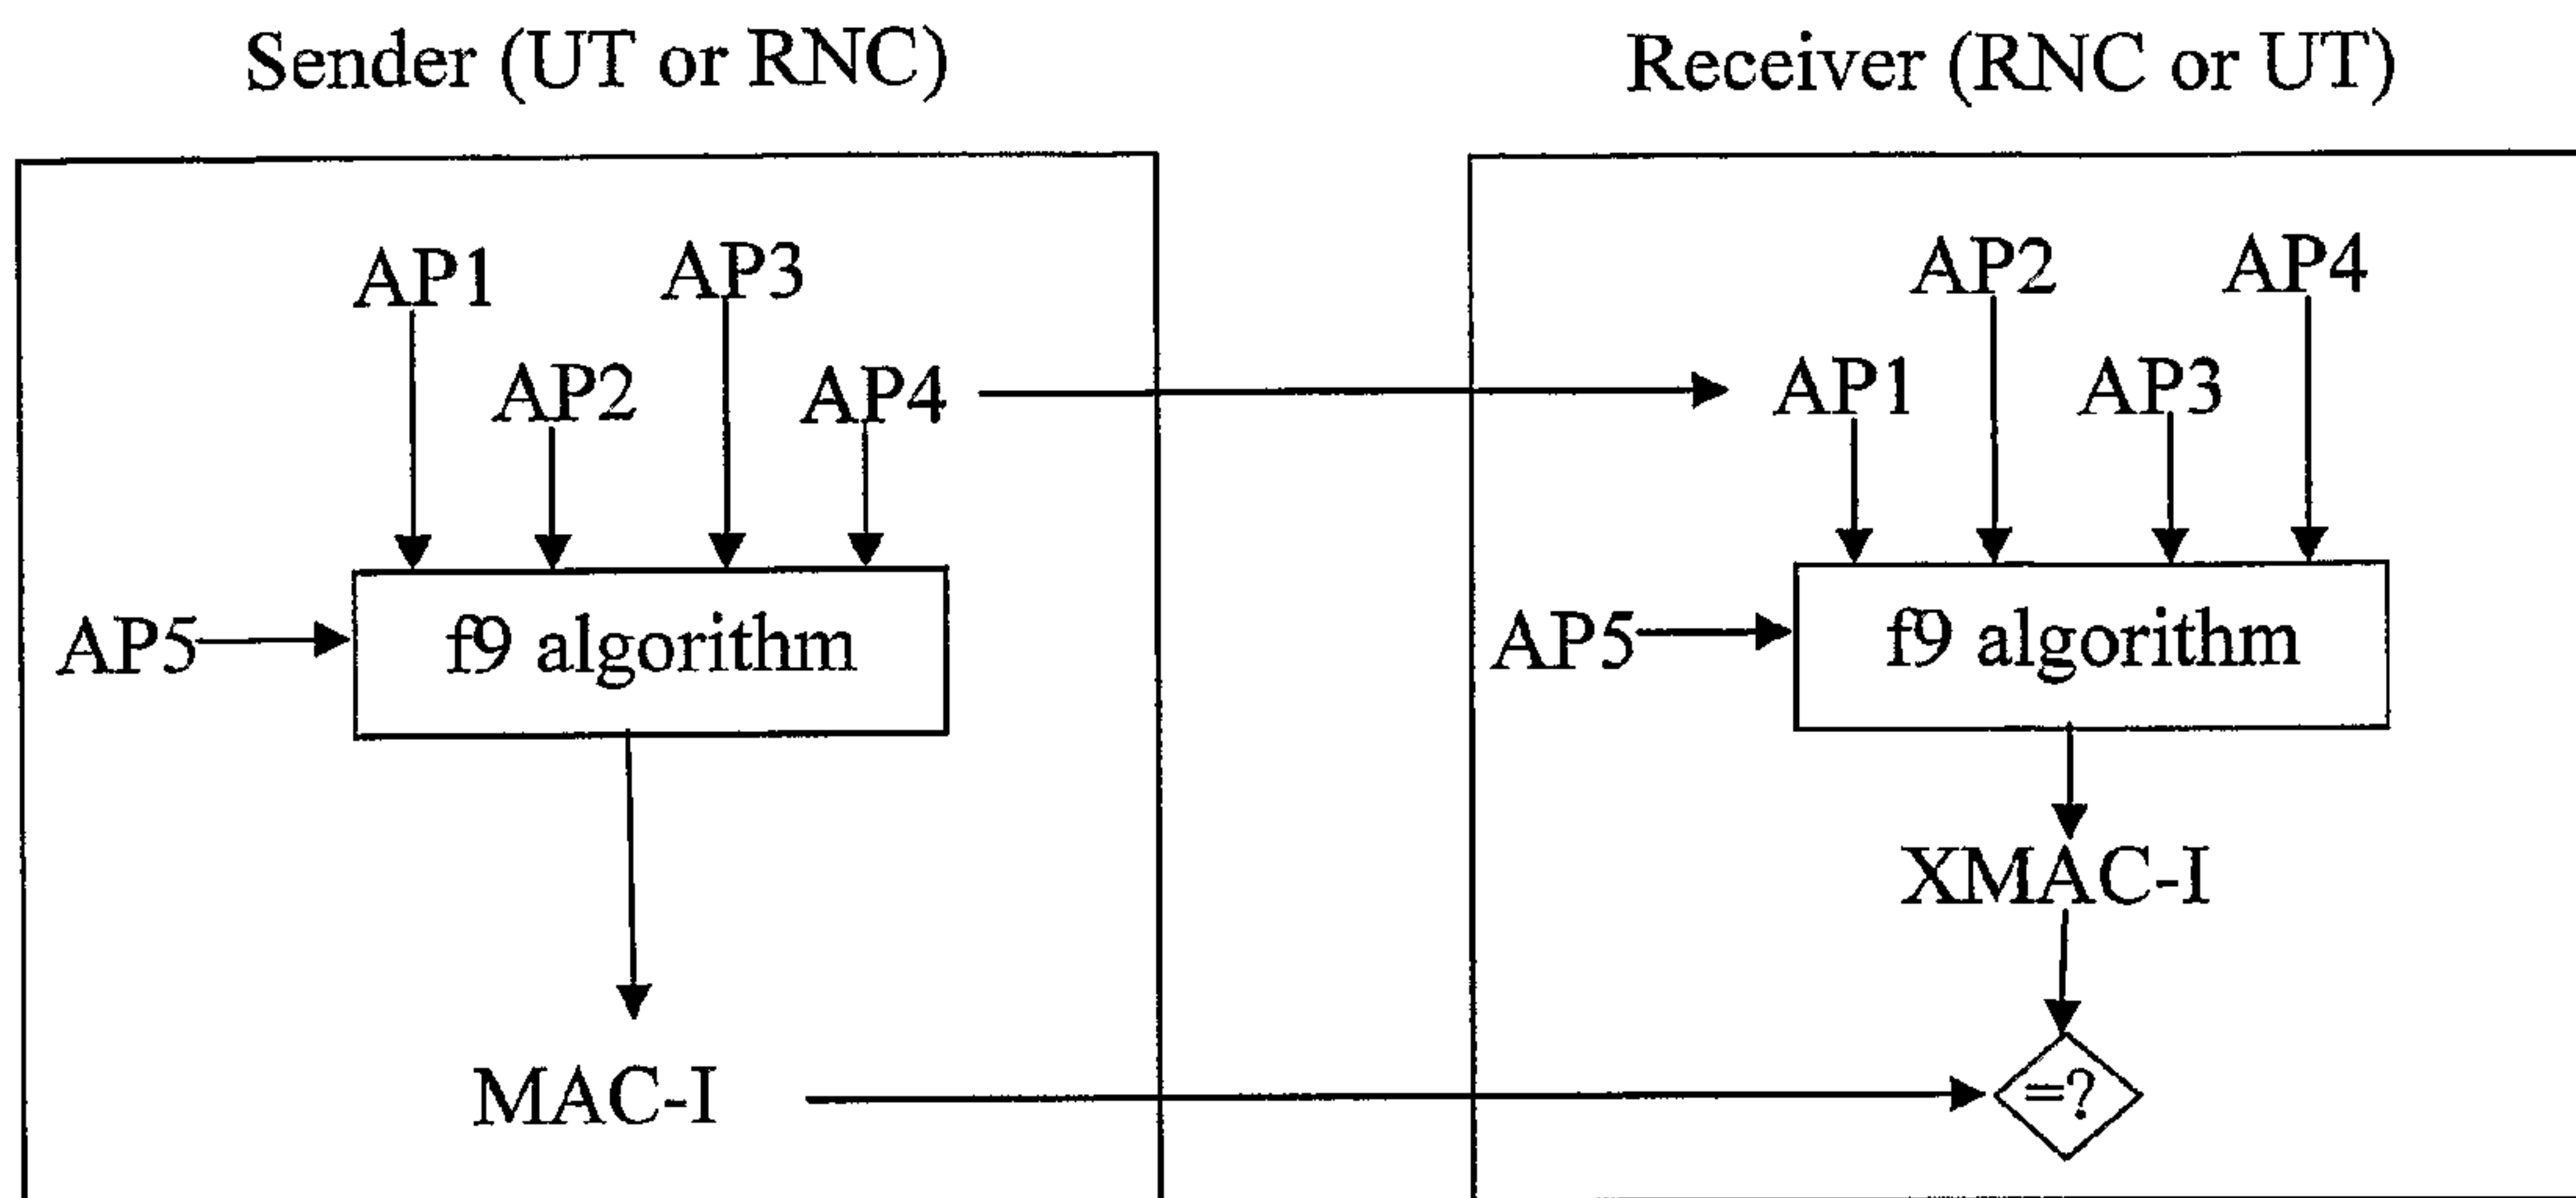 Sender (UT or RNC)
Receiver (RNC or UT)
AP1
AP3
AP2
AP4
AP5
f9 algorithm
MAC-I
AP2
AP4
AP1
AP3
AP5
f9 algorithm
XMAC-I
=?